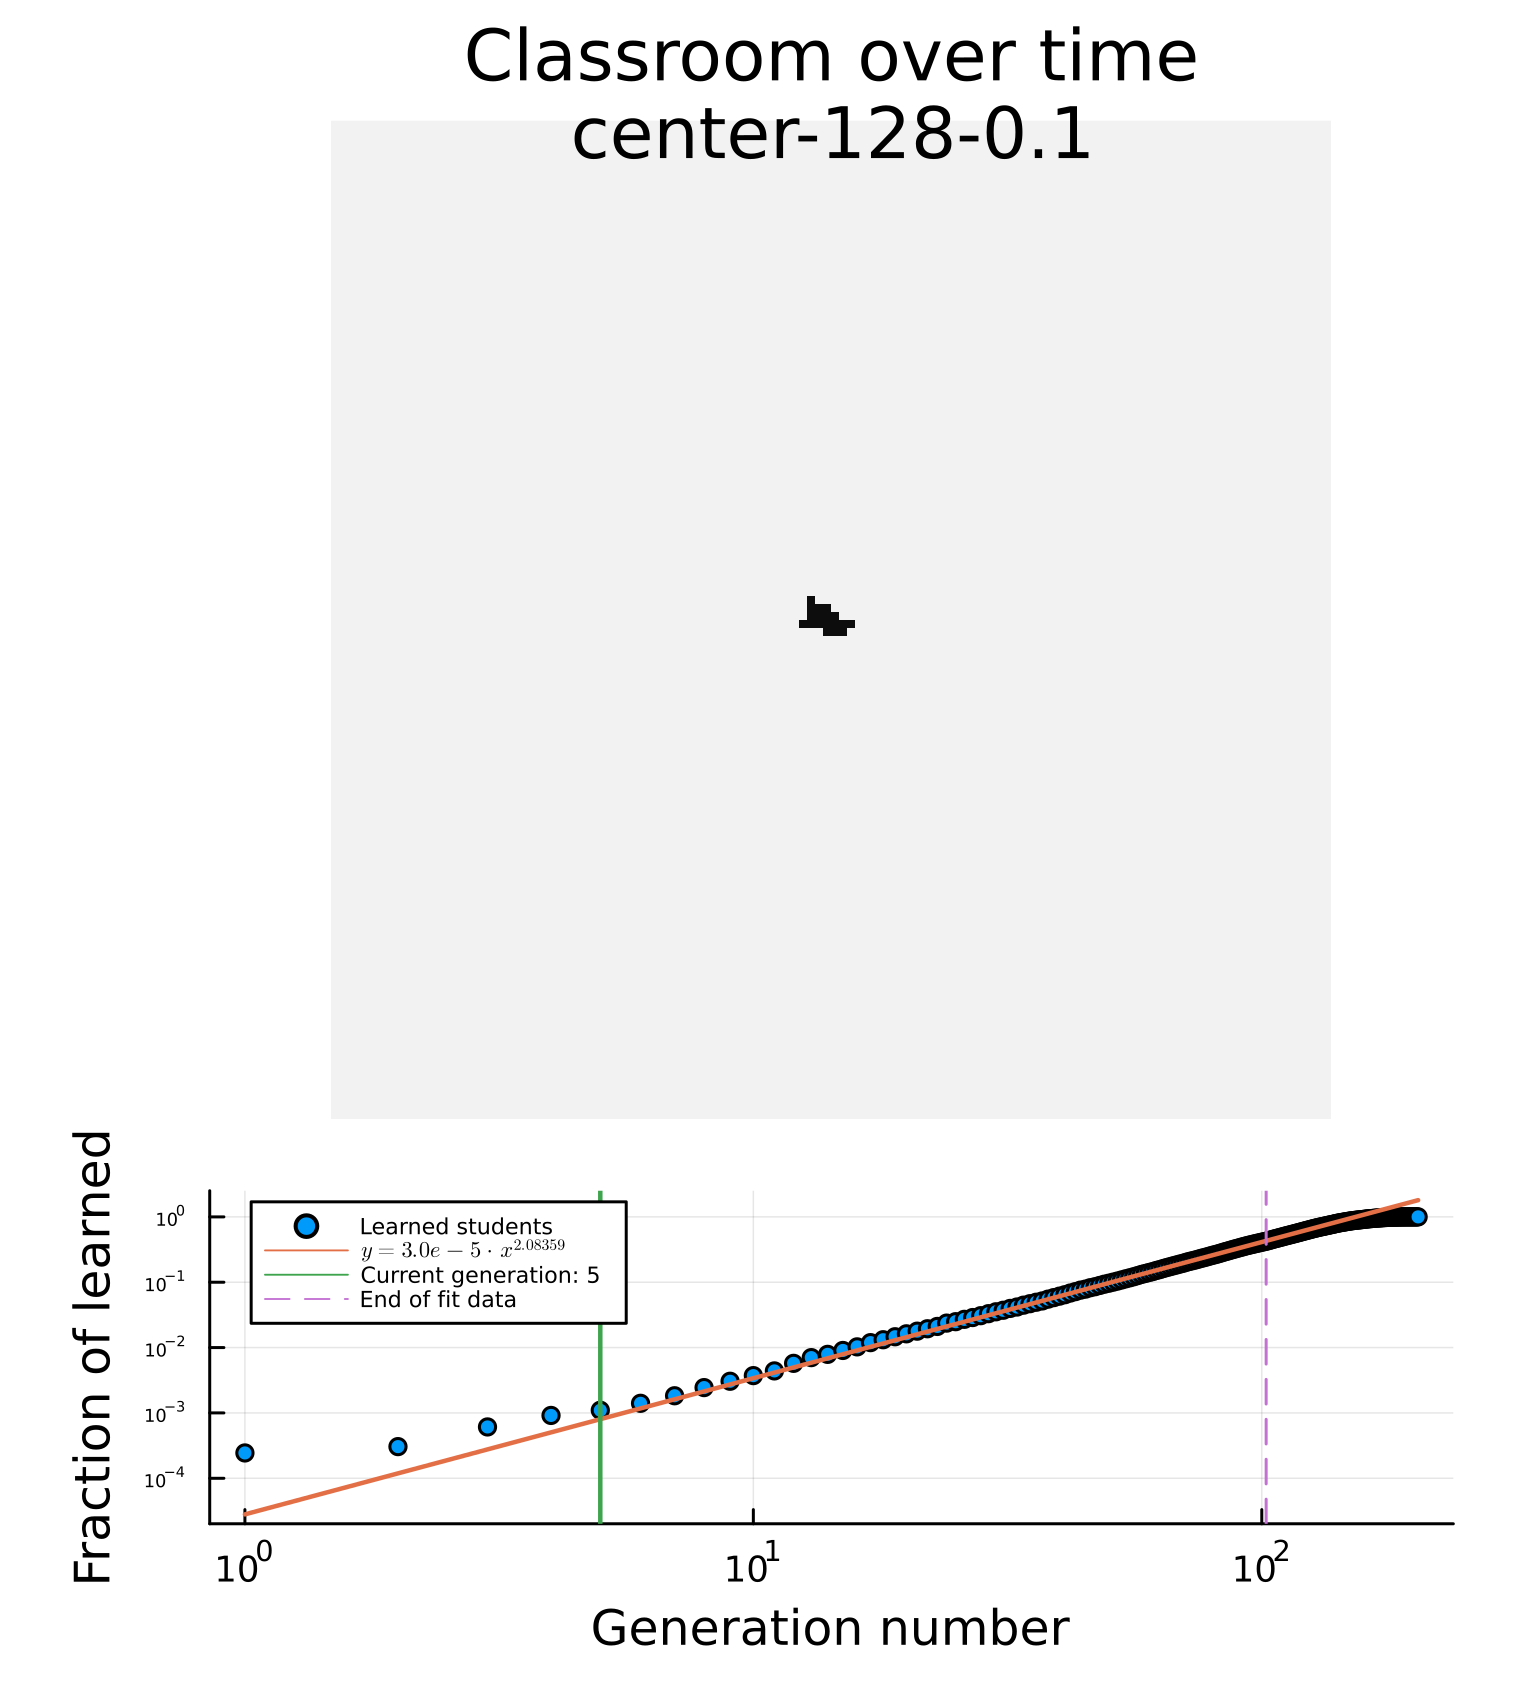 Classroom over time
center-128-0.1
Fraction of learned
10^0
10^-1
10^-2
10^-3
10^-4
Learned students
y = 3.0e − 5 · x^2.08359
Current generation: 5
End of fit data
10^0 10^1 10^2
Generation number